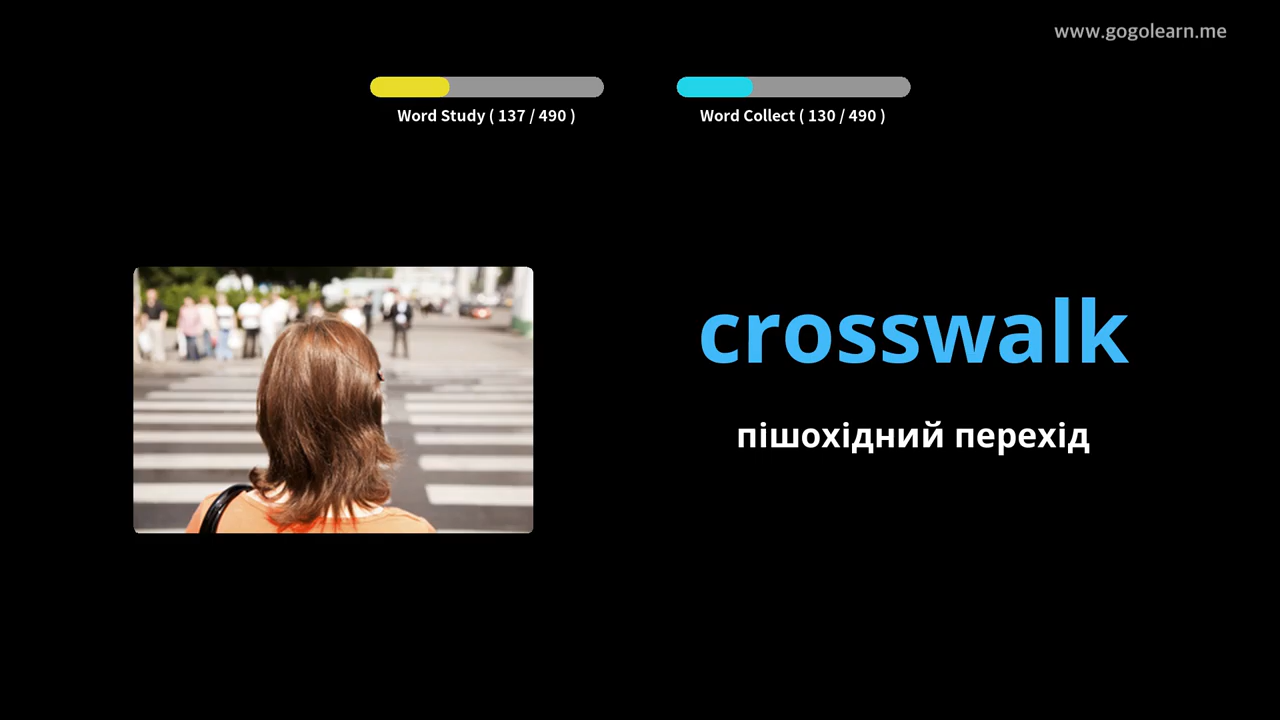 www.gogolearn.me
Word Study ( 137 / 490 )
Word Collect ( 130 / 490 )
crosswalk
пішохідний перехід